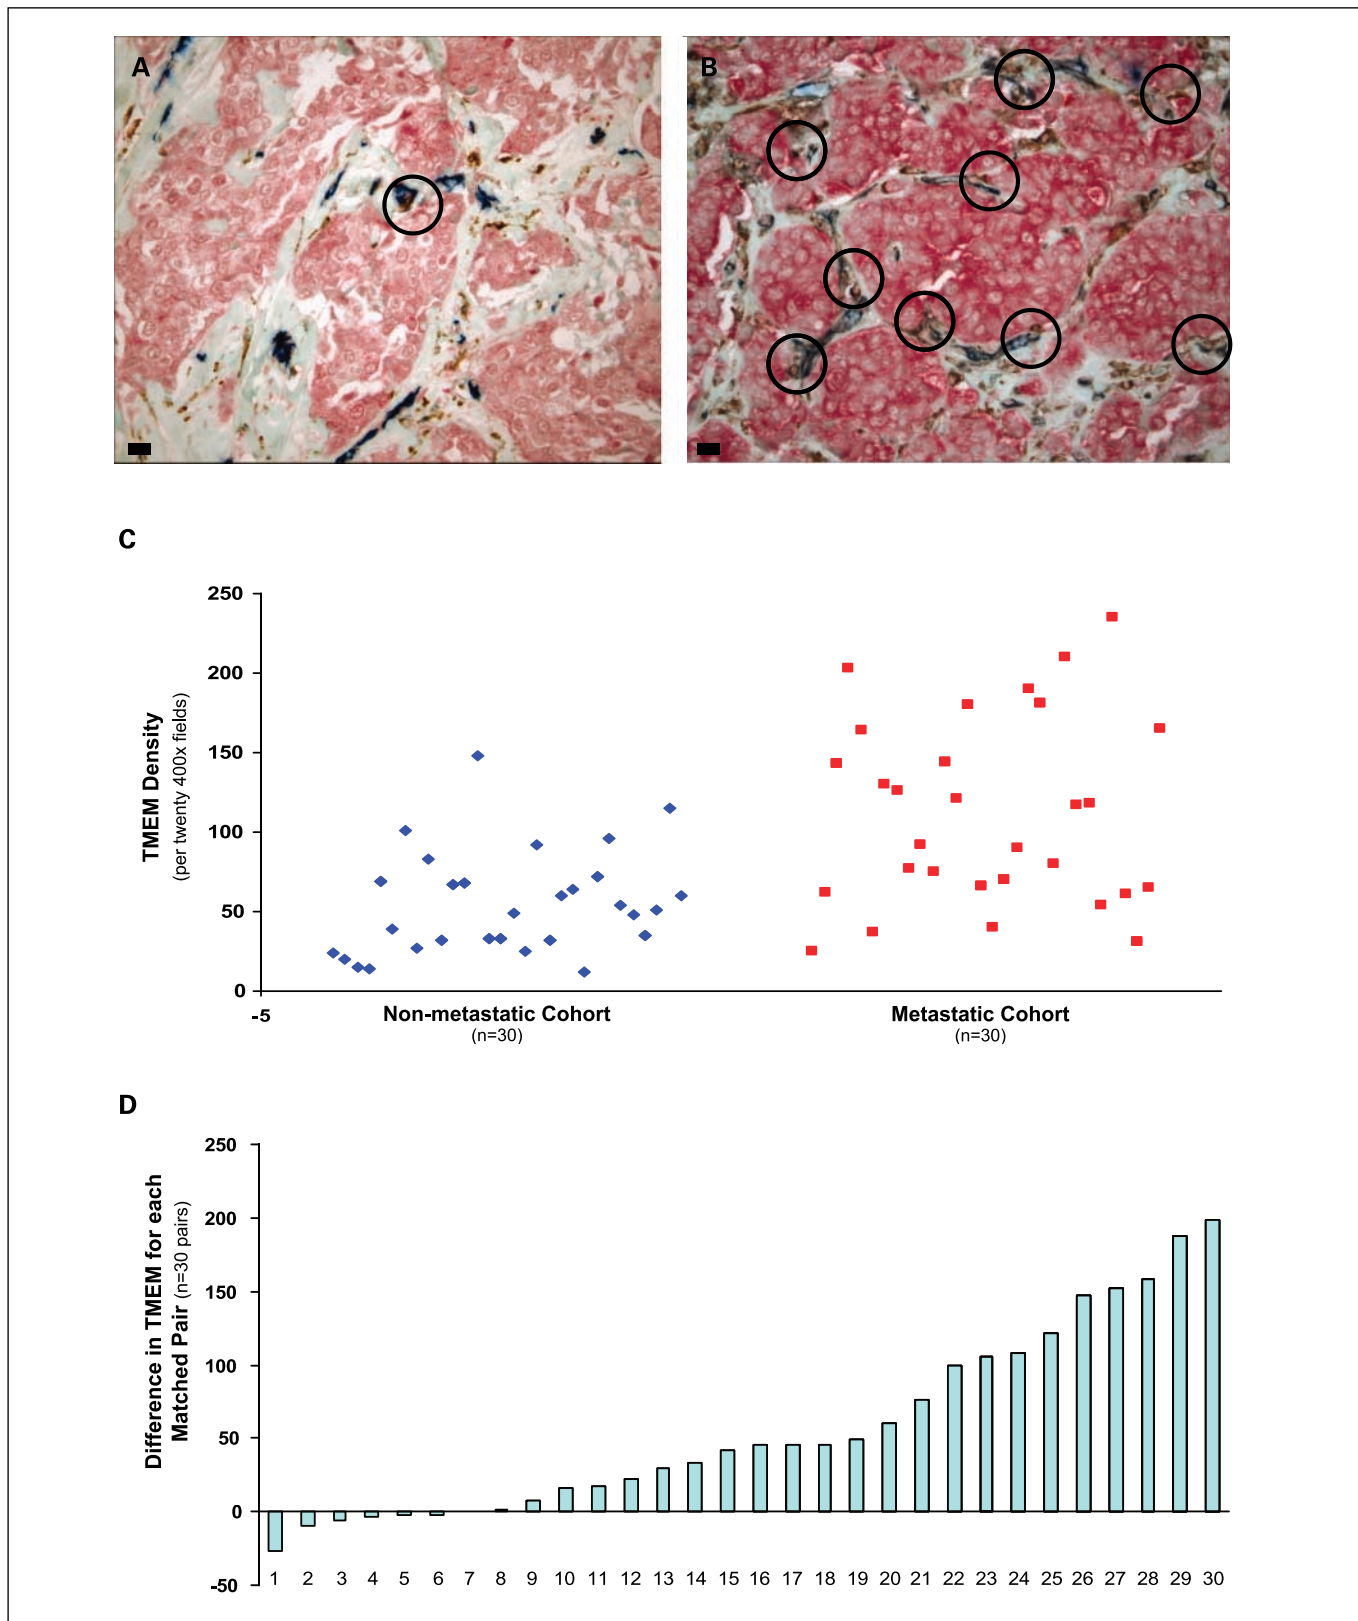 A
B
C
250
200
150
100
50
0
-5
TMEM Density
(per twenty 400x fields)
Non-metastatic Cohort
(n=30)
Metastatic Cohort
(n=30)
D
250
200
150
100
50
0
-50
Difference in TMEM for each
Matched Pair (n=30 pairs)
1 2 3 4 5 6 7 8 9 10 11 12 13 14 15 16 17 18 19 20 21 22 23 24 25 26 27 28 29 30